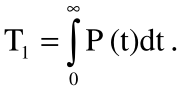 T₁ = ∫₀^∞ P (t)dt .